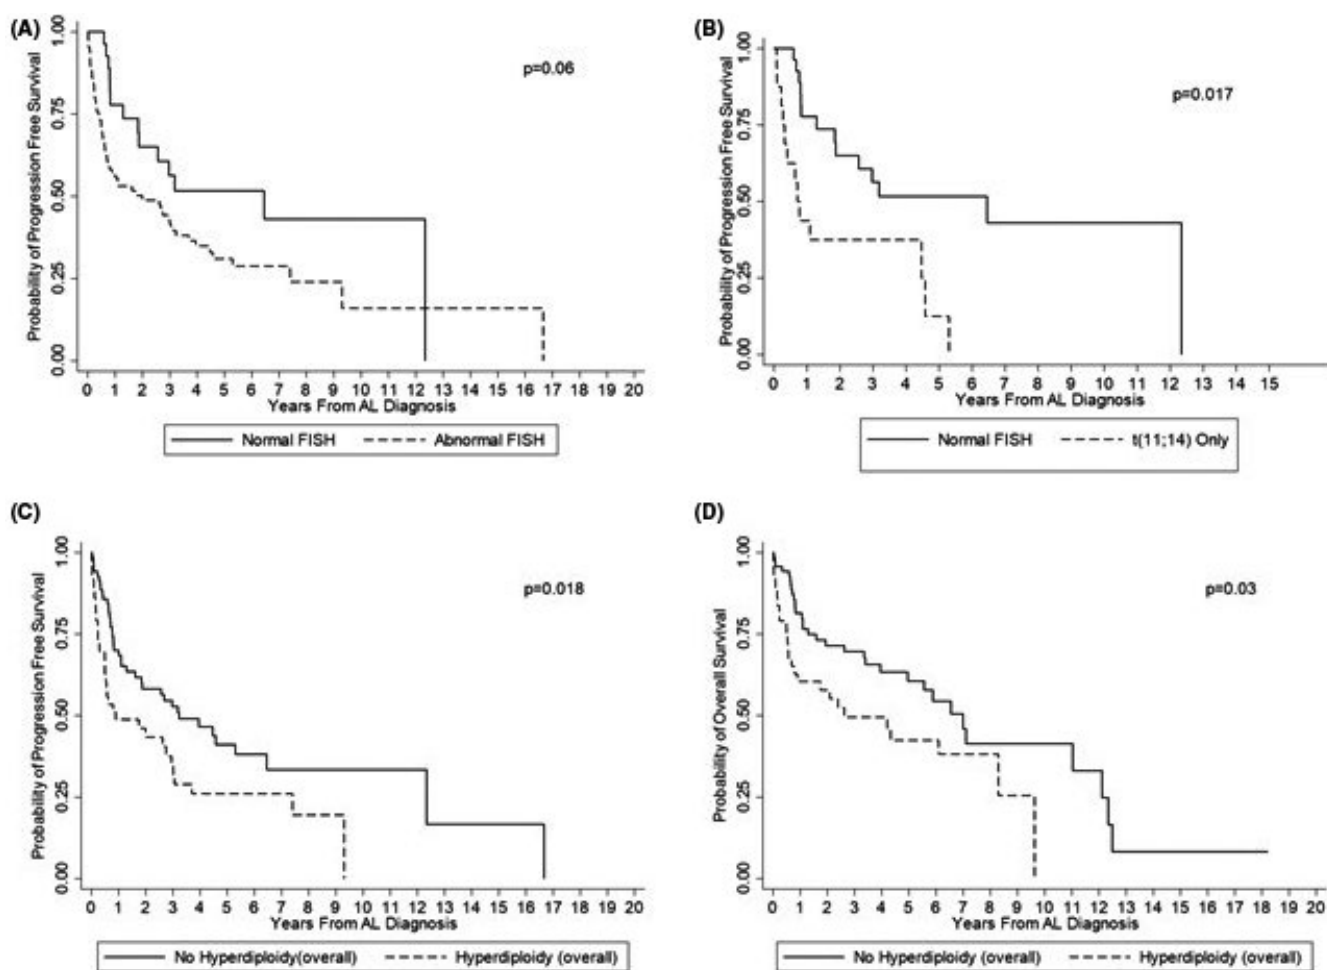 (A)
Probability of Progression Free Survival
1.00
0.75
0.50
0.25
0.00
p=0.06
0 1 2 3 4 5 6 7 8 9 10 11 12 13 14 15 16 17 18 19 20
Years From AL Diagnosis
Normal FISH Abnormal FISH
(B)
Probability of Progression Free Survival
1.00
0.75
0.50
0.25
0.00
p=0.017
0 1 2 3 4 5 6 7 8 9 10 11 12 13 14 15
Years From AL Diagnosis
Normal FISH t(11;14) Only
(C)
Probability of Progression Free Survival
1.00
0.75
0.50
0.25
0.00
p=0.018
0 1 2 3 4 5 6 7 8 9 10 11 12 13 14 15 16 17 18 19 20
Years From AL Diagnosis
No Hyperdiploidy(overall) Hyperdiploidy (overall)
(D)
Probability of Overall Survival
1.00
0.75
0.50
0.25
0.00
p=0.03
0 1 2 3 4 5 6 7 8 9 10 11 12 13 14 15 16 17 18 19 20
Years From AL Diagnosis
No Hyperdiploidy (overall) Hyperdiploidy (overall)